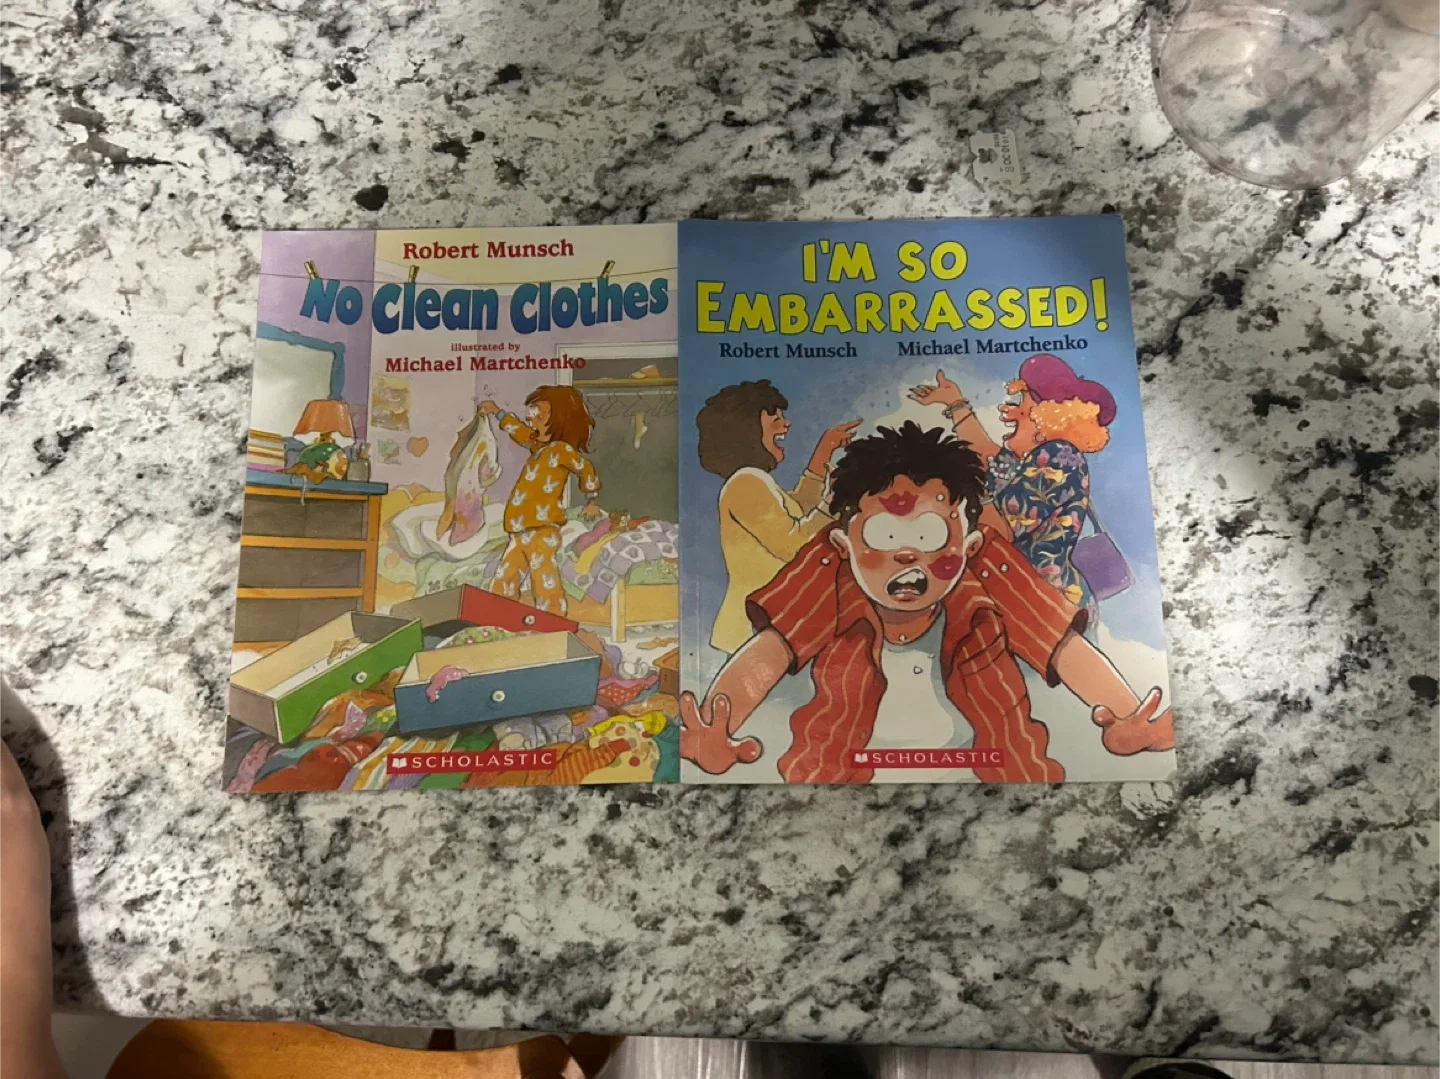 Robert Munsch
No Clean Clothes
illustrated by
Michael Martchenko
SCHOLASTIC
I'M SO
EMBARRASSED!
Robert Munsch Michael Martchenko
SCHOLASTIC